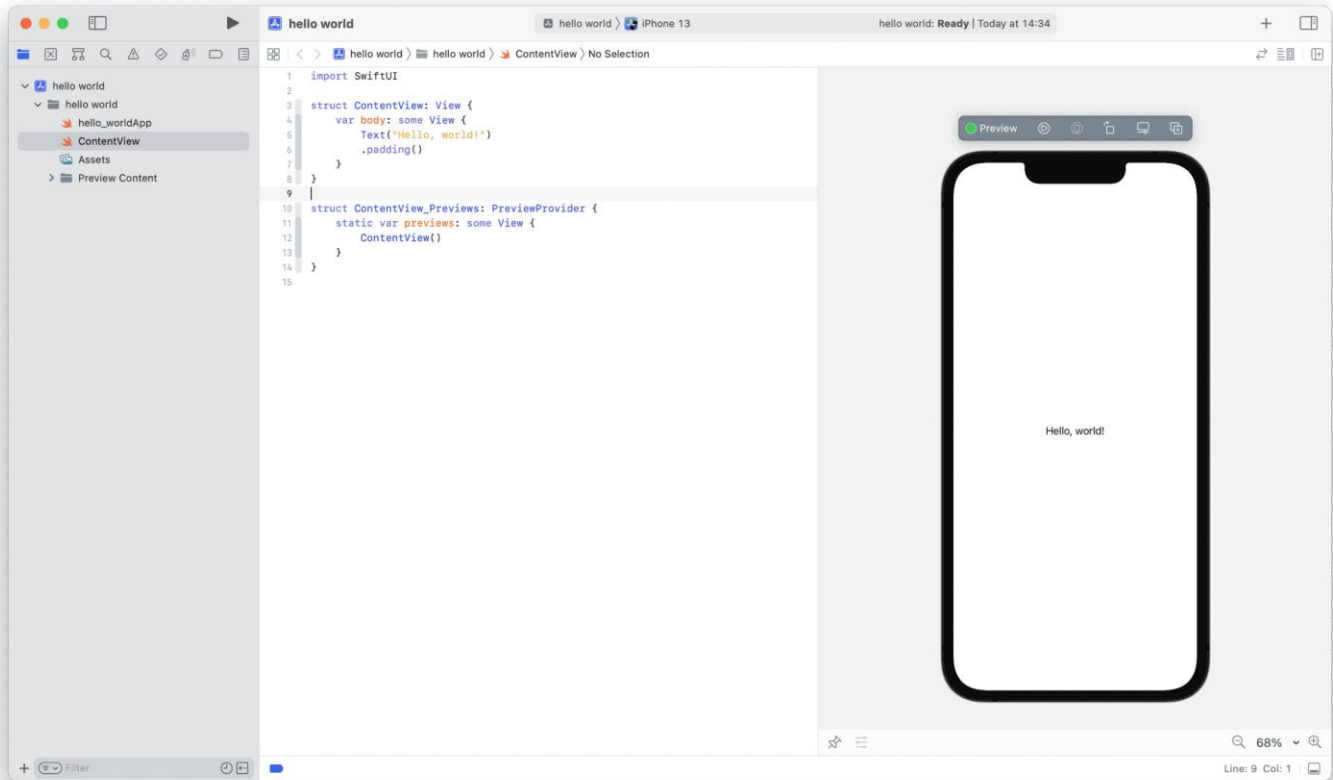 hello world
hello world 〉 iPhone 13
hello world: Ready | Today at 14:34
hello world 〉 hello world 〉 ContentView 〉 No Selection
hello world
hello world
hello_worldApp
ContentView
Assets
Preview Content
1 import SwiftUI
2
3 struct ContentView: View {
4     var body: some View {
5         Text("Hello, world!")
6         .padding()
7     }
8 }
9
10 struct ContentView_Previews: PreviewProvider {
11     static var previews: some View {
12         ContentView()
13     }
14 }
15
Preview
Hello, world!
68%
Filter
Line: 9 Col: 1